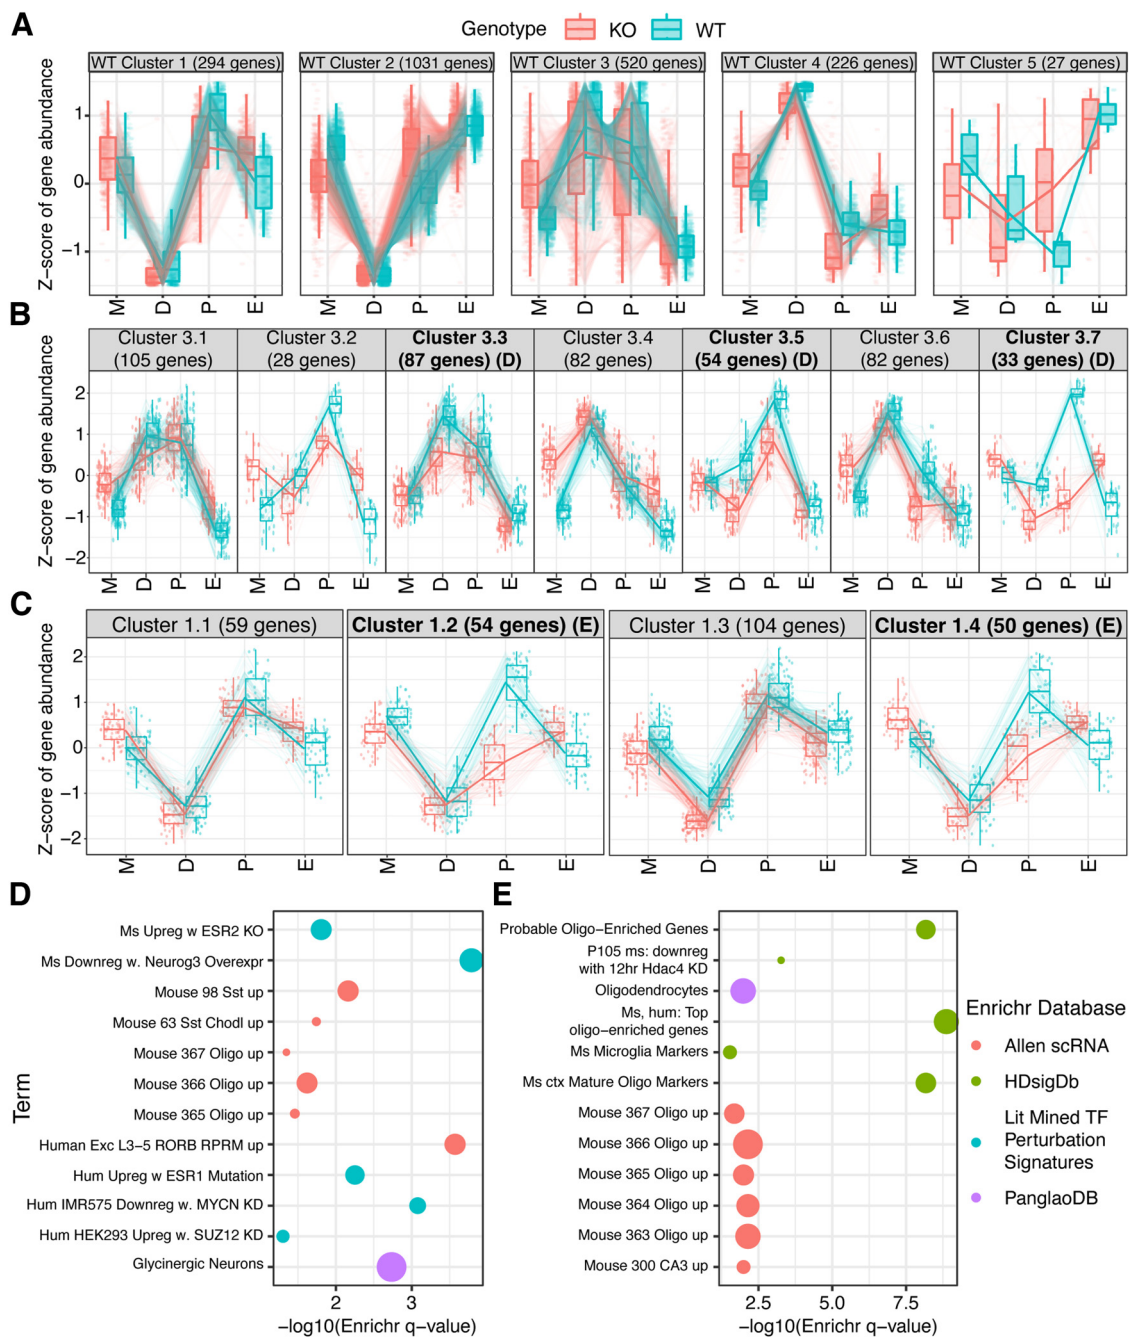 A
Genotype KO WT
WT Cluster 1 (294 genes)
WT Cluster 2 (1031 genes)
WT Cluster 3 (520 genes)
WT Cluster 4 (226 genes)
WT Cluster 5 (27 genes)
Z-score of gene abundance
1
0
−1
M D P E
M D P E
M D P E
M D P E
M D P E
B
Cluster 3.1
(105 genes)
Cluster 3.2
(28 genes)
Cluster 3.3
(87 genes) (D)
Cluster 3.4
(82 genes)
Cluster 3.5
(54 genes) (D)
Cluster 3.6
(82 genes)
Cluster 3.7
(33 genes) (D)
Z-score of gene abundance
2
1
0
−1
−2
M D P E
M D P E
M D P E
M D P E
M D P E
M D P E
M D P E
C
Cluster 1.1 (59 genes)
Cluster 1.2 (54 genes) (E)
Cluster 1.3 (104 genes)
Cluster 1.4 (50 genes) (E)
Z-score of gene abundance
2
1
0
−1
−2
M D P E
M D P E
M D P E
M D P E
D
Term
Ms Upreg w ESR2 KO
Ms Downreg w. Neurog3 Overexpr
Mouse 98 Sst up
Mouse 63 Sst Chodl up
Mouse 367 Oligo up
Mouse 366 Oligo up
Mouse 365 Oligo up
Human Exc L3−5 RORB RPRM up
Hum Upreg w ESR1 Mutation
Hum IMR575 Downreg w. MYCN KD
Hum HEK293 Upreg w. SUZ12 KD
Glycinergic Neurons
2 3
−log10(Enrichr q−value)
E
Probable Oligo−Enriched Genes
P105 ms: downreg
with 12hr Hdac4 KD
Oligodendrocytes
Ms, hum: Top
oligo−enriched genes
Ms Microglia Markers
Ms ctx Mature Oligo Markers
Mouse 367 Oligo up
Mouse 366 Oligo up
Mouse 365 Oligo up
Mouse 364 Oligo up
Mouse 363 Oligo up
Mouse 300 CA3 up
2.5 5.0 7.5
−log10(Enrichr q−value)
Enrichr Database
Allen scRNA
HDsigDb
Lit Mined TF
Perturbation
Signatures
PanglaoDB